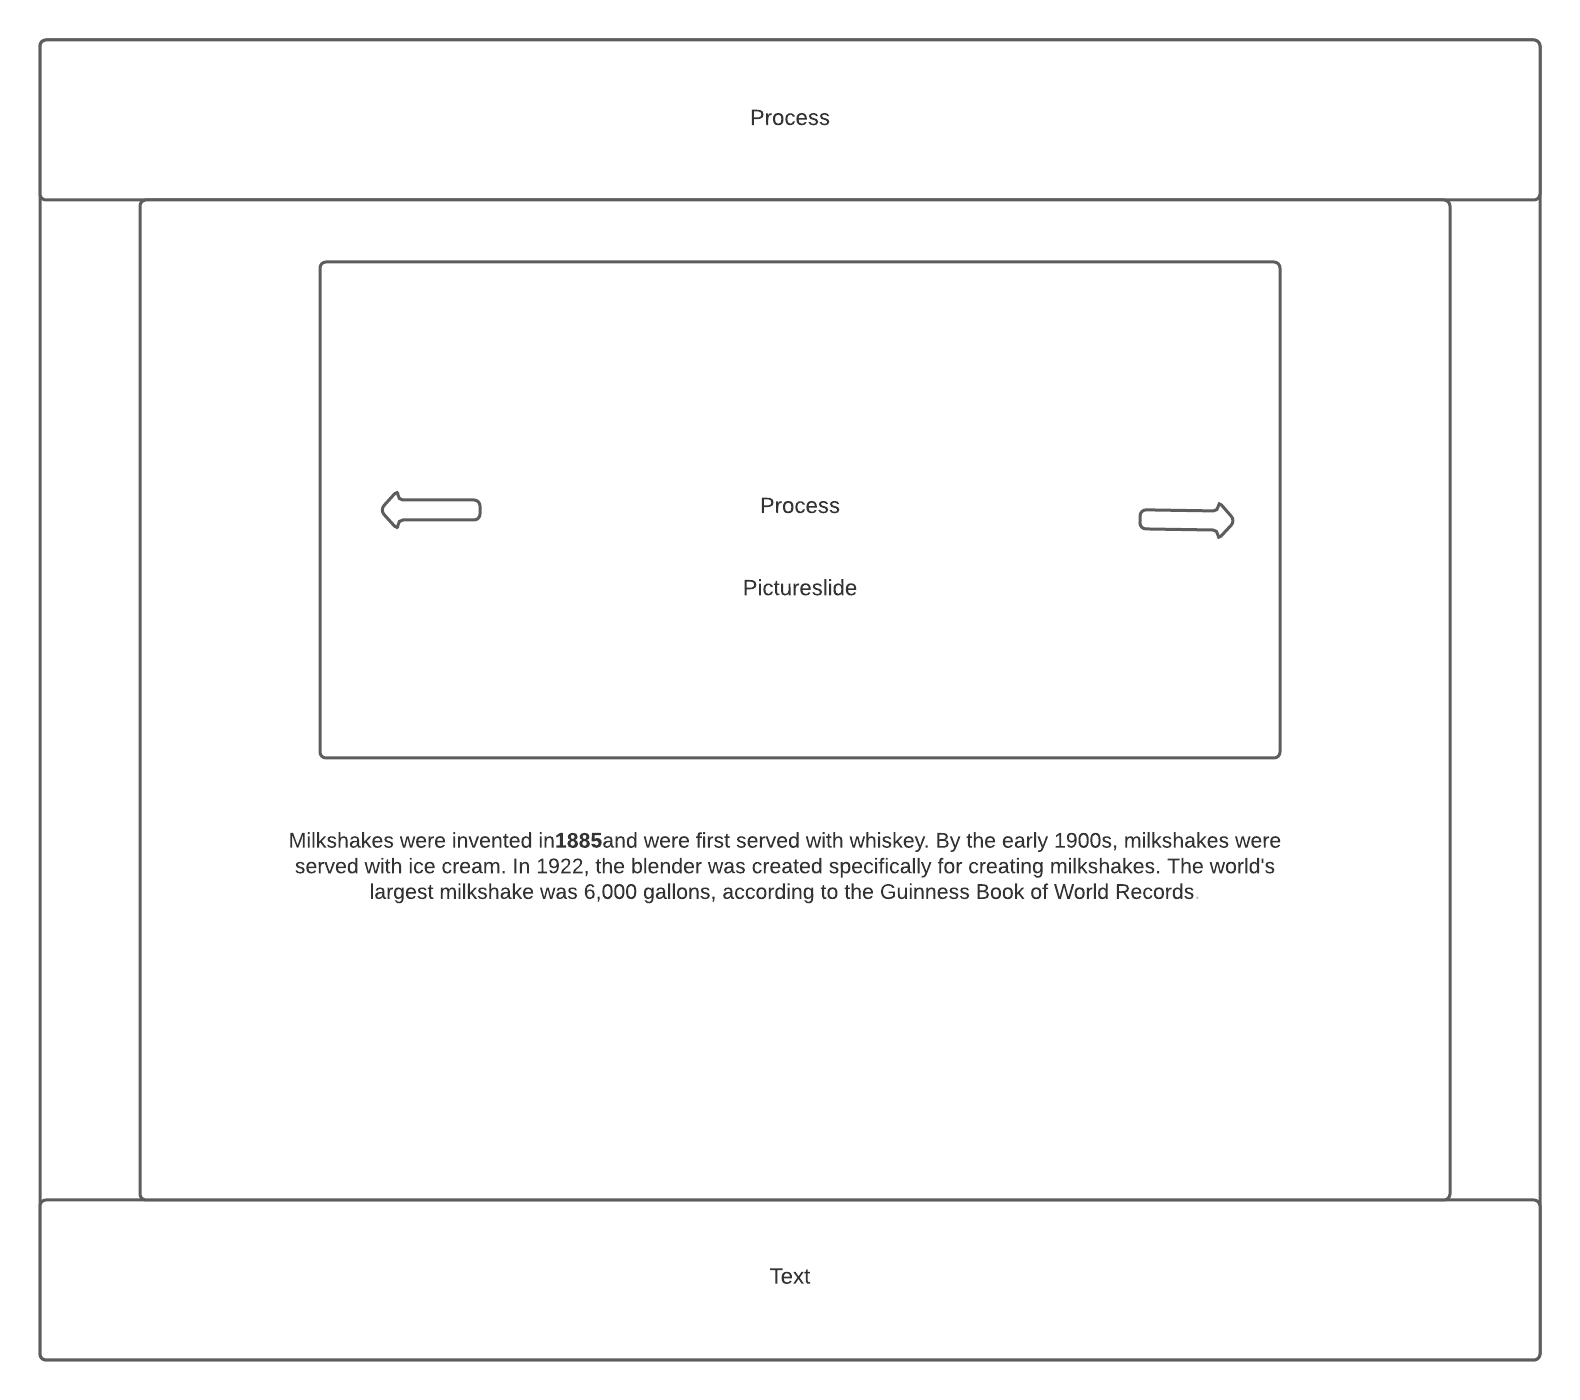 Process
Process
Pictureslide
Milkshakes were invented in1885and were first served with whiskey. By the early 1900s, milkshakes were
served with ice cream. In 1922, the blender was created specifically for creating milkshakes. The world's
largest milkshake was 6,000 gallons, according to the Guinness Book of World Records.
Text